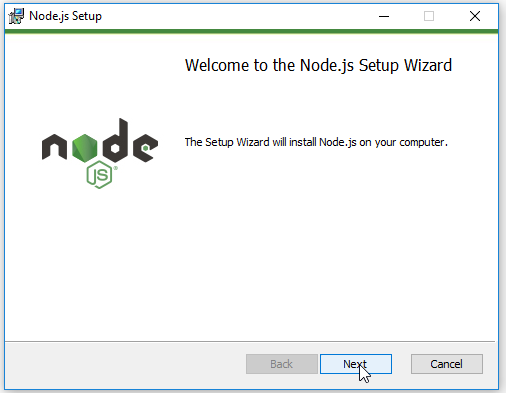 Node.js Setup
Welcome to the Node.js Setup Wizard
The Setup Wizard will install Node.js on your computer.
node
JS®
Back
Next
Cancel